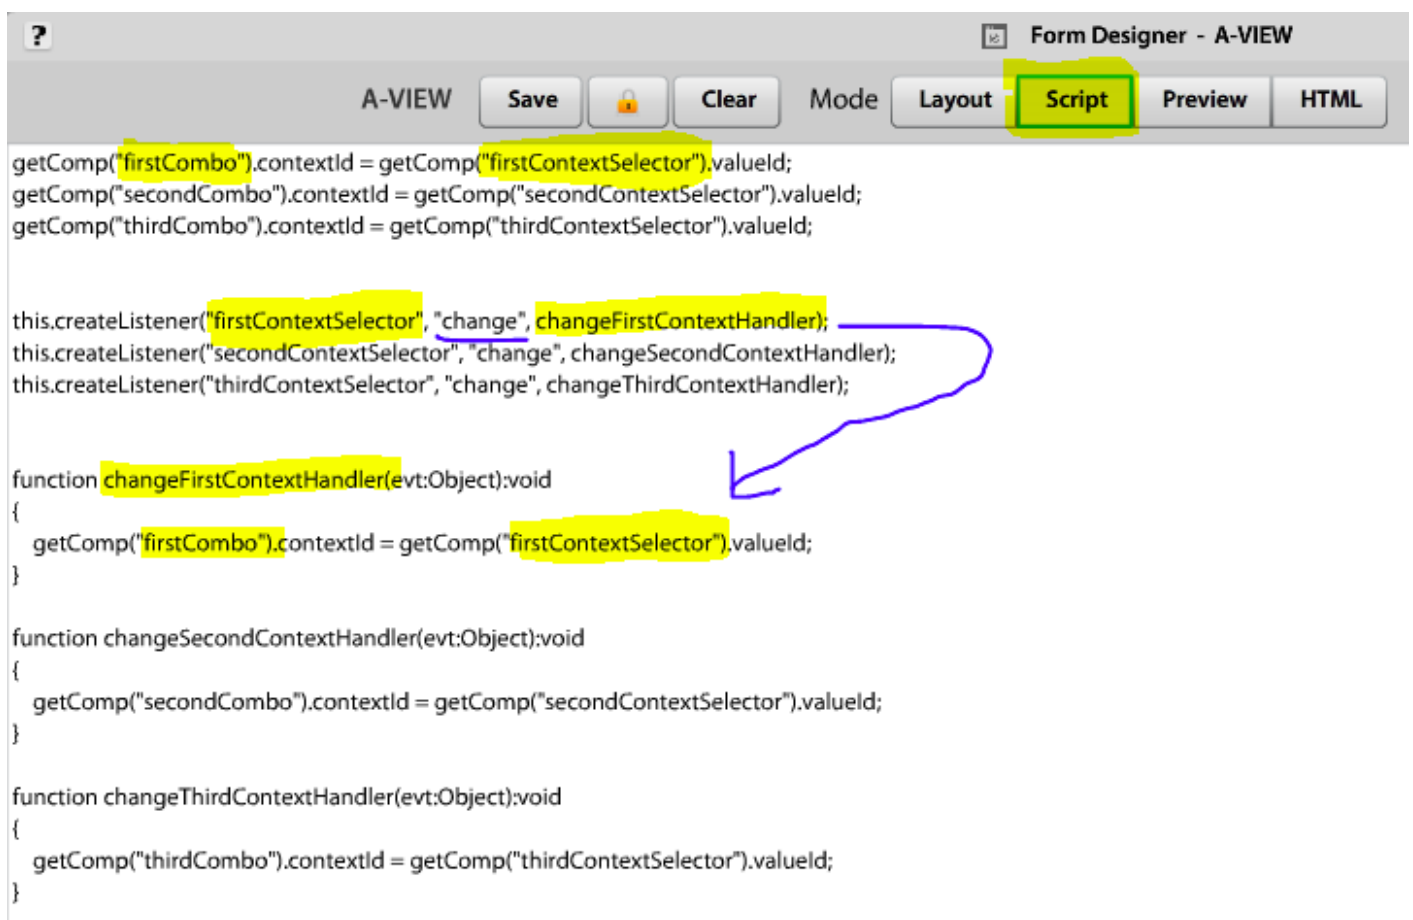 ? Form Designer - A-VIEW
A-VIEW Save Clear Mode Layout Script Preview HTML
getComp("firstCombo").contextId = getComp("firstContextSelector").valueId;
getComp("secondCombo").contextId = getComp("secondContextSelector").valueId;
getComp("thirdCombo").contextId = getComp("thirdContextSelector").valueId;
this.createListener("firstContextSelector", "change", changeFirstContextHandler);
this.createListener("secondContextSelector", "change", changeSecondContextHandler);
this.createListener("thirdContextSelector", "change", changeThirdContextHandler);
function changeFirstContextHandler(evt:Object):void
{
getComp("firstCombo").contextId = getComp("firstContextSelector").valueId;
}
function changeSecondContextHandler(evt:Object):void
{
getComp("secondCombo").contextId = getComp("secondContextSelector").valueId;
}
function changeThirdContextHandler(evt:Object):void
{
getComp("thirdCombo").contextId = getComp("thirdContextSelector").valueId;
}